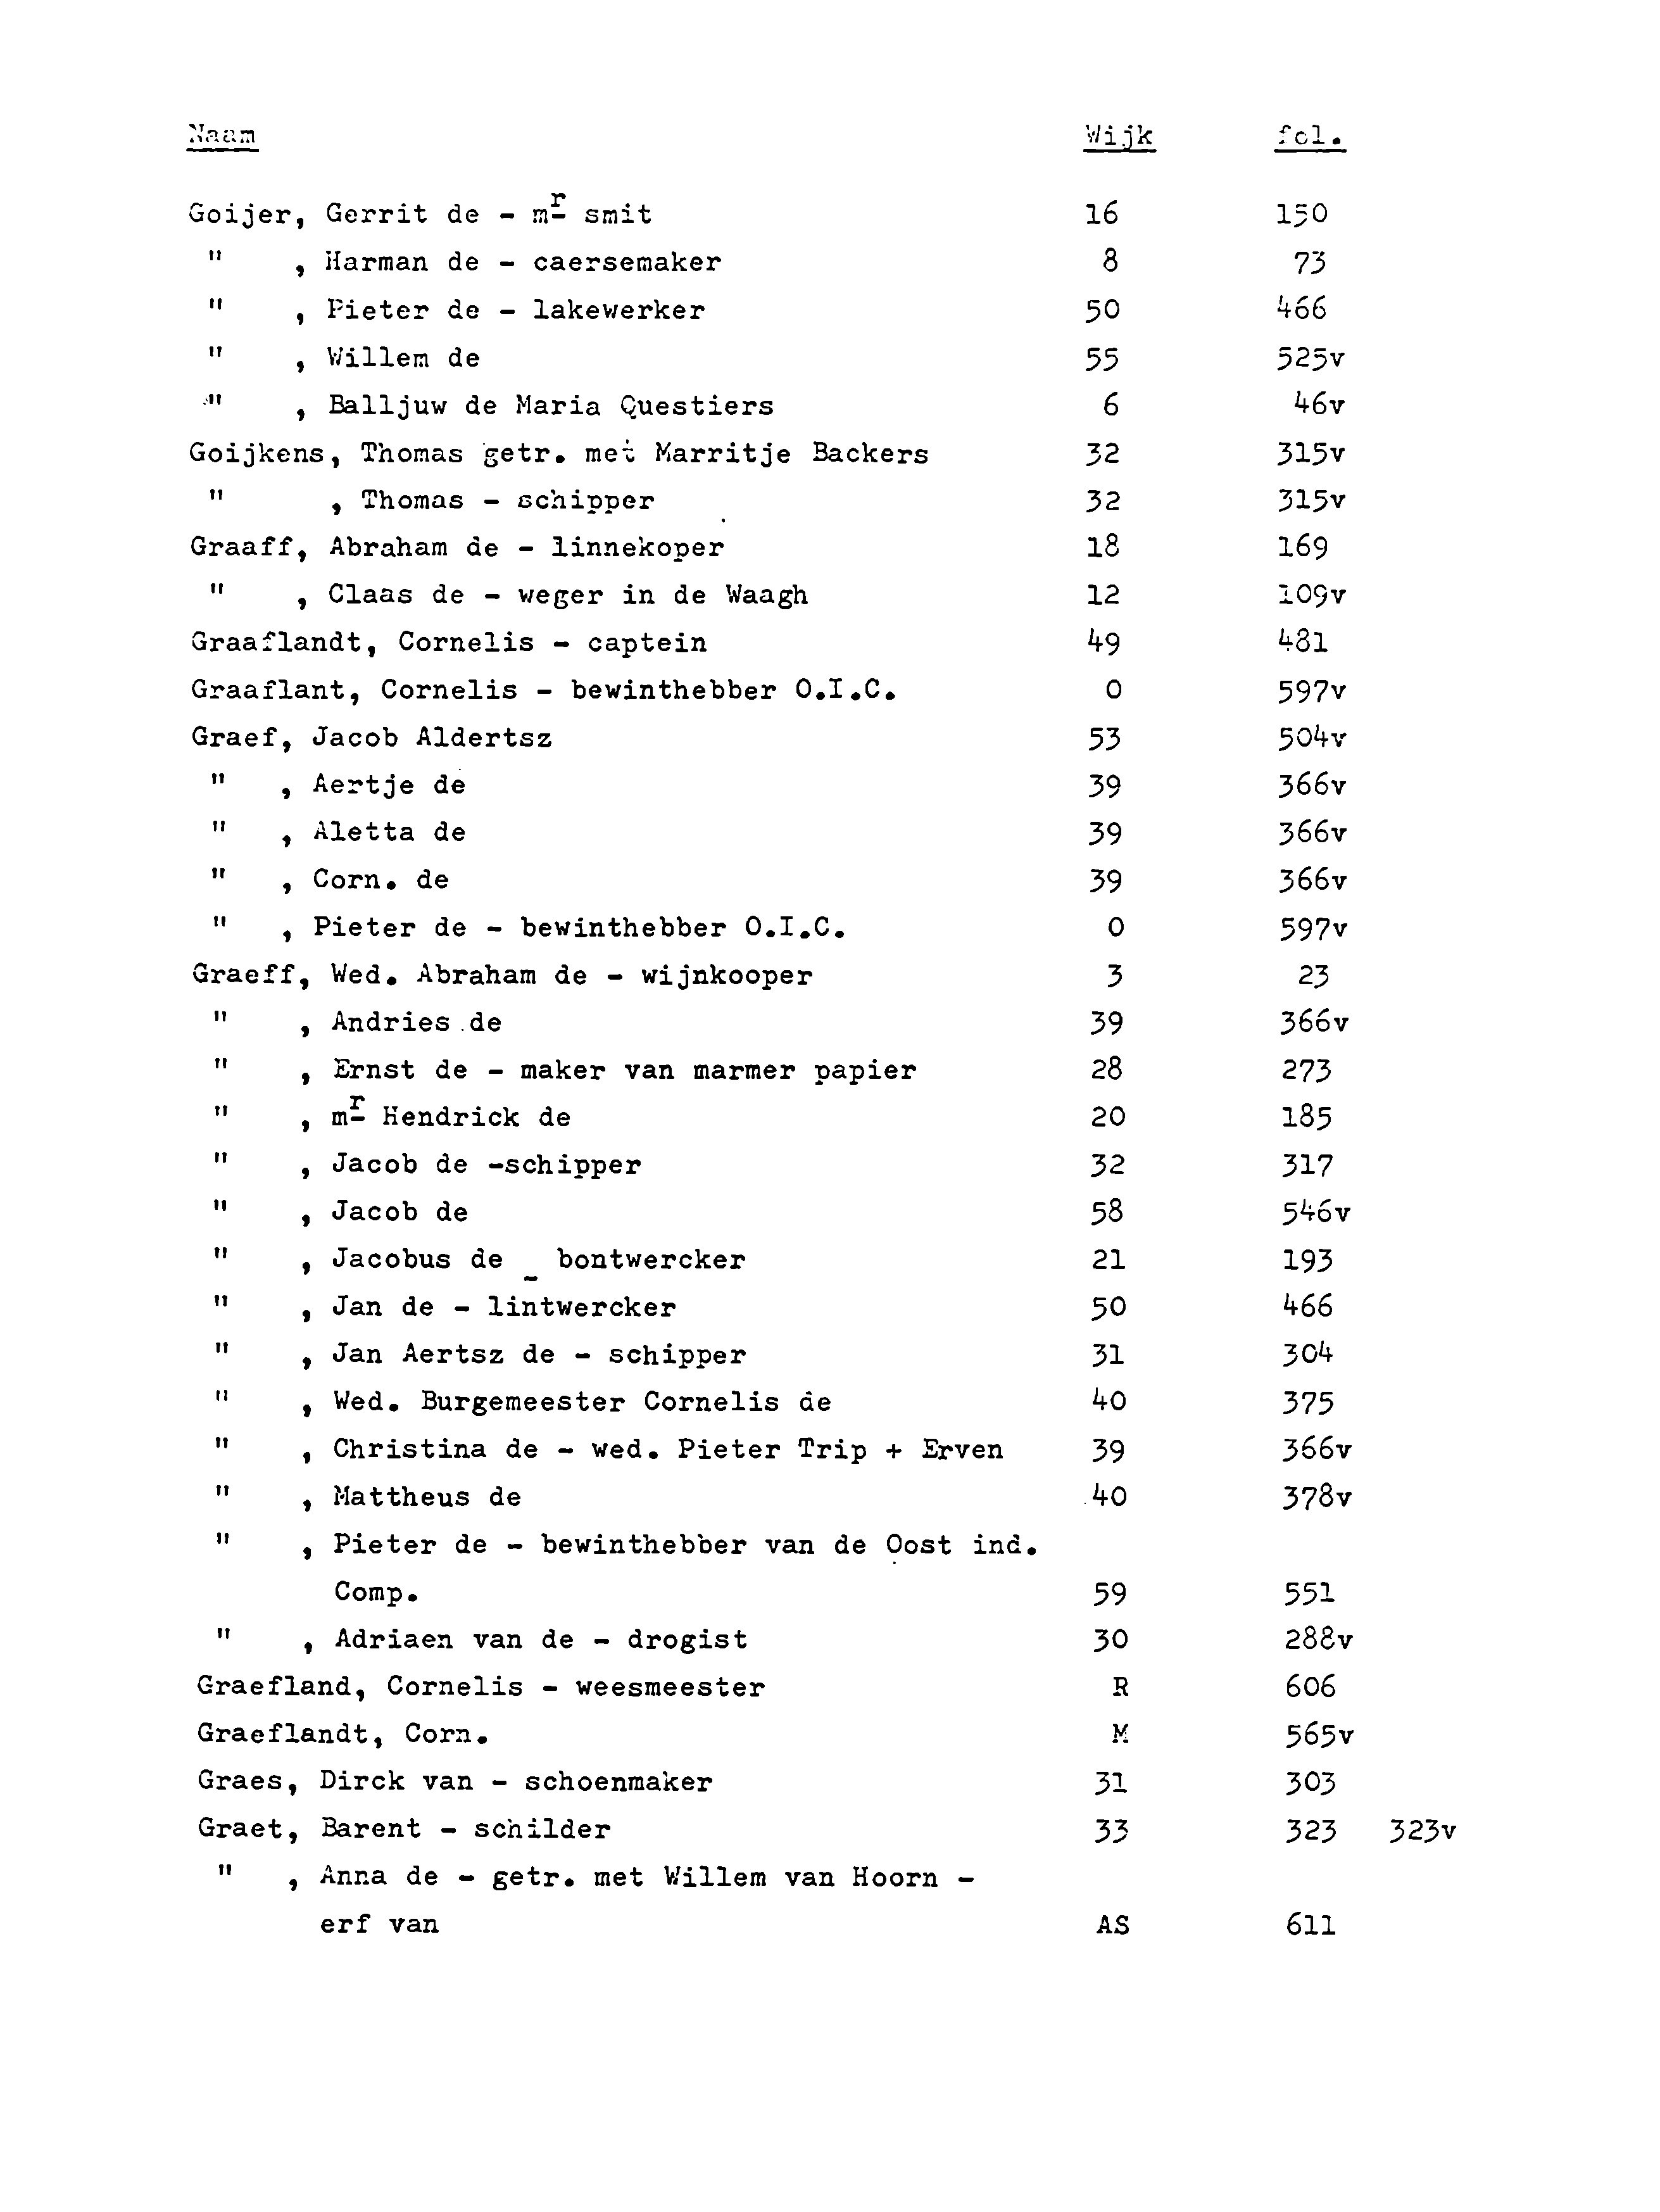 Naam Wijk fol.
Goijer, Gerrit de - mr smit 16 150
" , Harman de - caersemaker 8 73
" , Pieter de - lakewerker 50 466
" , Willem de 55 525v
" , Balljuw de Maria Questiers 6 46v
Goijkens, Thomas getr. met Marritje Backers 32 315v
" , Thomas - schipper 32 315v
Graaff, Abraham de - linnekoper 18 169
" , Claas de - weger in de Waagh 12 109v
Graaflandt, Cornelis - captein 49 481
Graaflant, Cornelis - bewinthebber O.I.C. 0 597v
Graef, Jacob Aldertsz 53 504v
" , Aertje de 39 366v
" , Aletta de 39 366v
" , Corn. de 39 366v
" , Pieter de - bewinthebber O.I.C. 0 597v
Graeff, Wed. Abraham de - wijnkooper 3 23
" , Andries de 39 366v
" , Ernst de - maker van marmer papier 28 273
" , mr Hendrick de 20 185
" , Jacob de -schipper 32 317
" , Jacob de 58 546v
" , Jacobus de - bontwercker 21 193
" , Jan de - lintwercker 50 466
" , Jan Aertsz de - schipper 31 304
" , Wed. Burgemeester Cornelis de 40 375
" , Christina de - wed. Pieter Trip + Erven 39 366v
" , Mattheus de 40 378v
" , Pieter de - bewinthebber van de Oost ind.
Comp. 59 551
" , Adriaen van de - drogist 30 288v
Graefland, Cornelis - weesmeester R 606
Graeflandt, Corn. M 565v
Graes, Dirck van - schoenmaker 31 303
Graet, Barent - schilder 33 323 323v
" , Anna de - getr. met Willem van Hoorn -
erf van AS 611